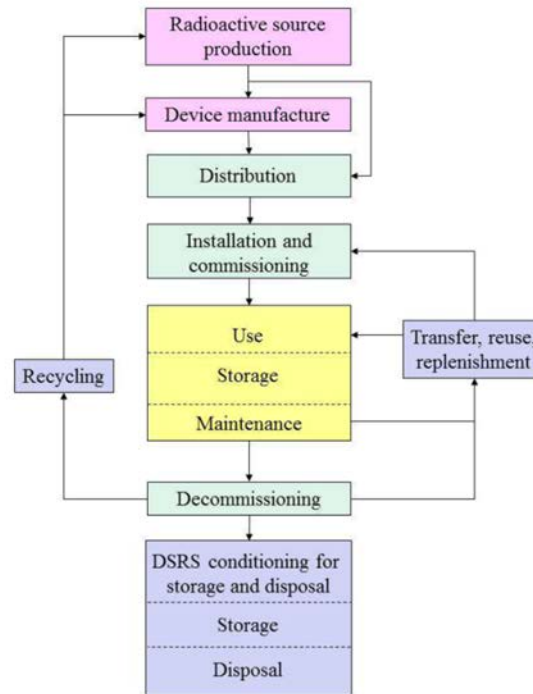 Radioactive source
production
Device manufacture
Distribution
Installation and
commissioning
Use
Transfer, reuse,
replenishment
Recycling
Storage
Maintenance
Decommissioning
DSRS conditioning for
storage and disposal
Storage
Disposal